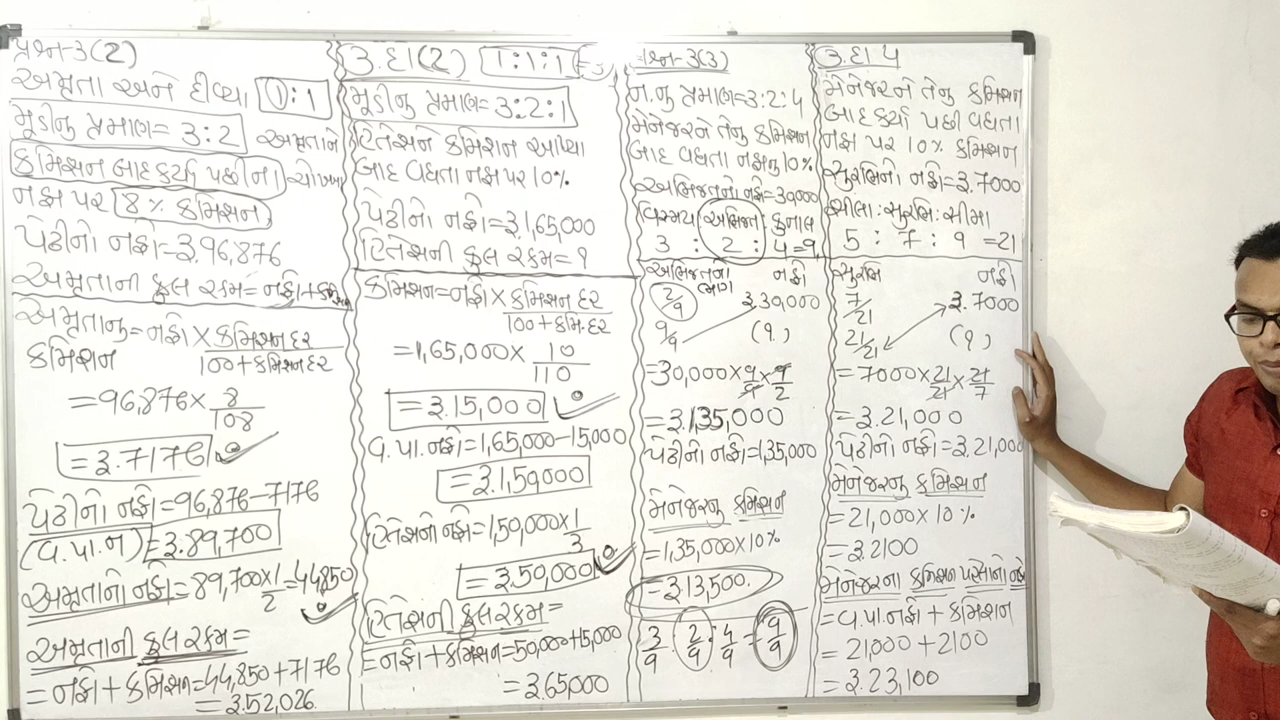 પ્રશ્ન-3(2)
અમૃતા અને દીવ્યા 1:1
મૂડીનુ પ્રમાણ= 3:2 અમૃતાને
કમિશન બાદ કર્યા પછીના ચોખ્ખા
નફા પર 8% કમિશન
પેઢીનો નફો=રૂ.96,876
અમૃતાની કુલ રકમ= નફો+કમિશન
અમૃતાનુ કમિશન = નફો × કમિશન દર / 100+કમિશન દર
=96,876 × 8/108
=રૂ.7176
પેઢીનો નફો=96,876-7176
(વ.પા.ન)=રૂ.89,700
અમૃતાનો નફો=89,700×1/2=44850
અમૃતાની કુલ રકમ=
=નફો+કમિશન=44,850+7176
=રૂ.52,026.
ઉ.દા(2) 1:1:1=3
મૂડીનુ પ્રમાણ=3:2:1
હિતેશને કમિશન આપ્યા
બાદ વધતા નફા પર 10%
પેઢીનો નફો=રૂ.1,65,000
હિતેશની કુલ રકમ=?
કમિશન=નફો × કમિશન દર / 100+કમિ.દર
=1,65,000 × 10/110
=રૂ.15,000
વ.પા.નફો=1,65,000-15,000
=રૂ.1,50,000
હિતેશનો નફો=1,50,000×1/3
=રૂ.50,000
હિતેશની કુલ રકમ=
=નફો+કમિશન=50,000+15,000
=રૂ.65,000
પ્રશ્ન-3(3)
ન.નુ પ્રમાણ=3:2:4
મેનેજરને તેનુ કમિશન
બાદ વધતા નફાનુ 10%
અભિજીતનો નફો=30,000
વિસ્મય : અભિજીત : કુનાલ
3 : 2 : 4 =9
અભિજીતના ભાગ નફો
2/9 રૂ.30,000
9/9 (?)
=30,000×9/9×9/2
=રૂ.1,35,000
પેઢીનો નફો=1,35,000
મેનેજરનુ કમિશન
=1,35,000×10%
=રૂ.13,500.
3/9 : 2/9 : 4/9 = 9/9
ઉ.દા 5
મેનેજરને તેનુ કમિશન
બાદ કર્યા પછી વધતા
નફા પર 10% કમિશન
સુરભિનો નફો=રૂ.7000
શીલા:સુરભિ:સીમા
5 : 7 : 9 =21
સુરભિ નફો
7/21 રૂ.7000
21/21 (?)
=7000×21/21×21/7
=રૂ.21,000
પેઢીનો નફો=રૂ.21,000
મેનેજરનુ કમિશન
=21,000×10%
=રૂ.2100
મેનેજરના કમિશન પહેલાનો નફો
=વ.પા.નફો+કમિશન
=21,000+2100
=રૂ.23,100